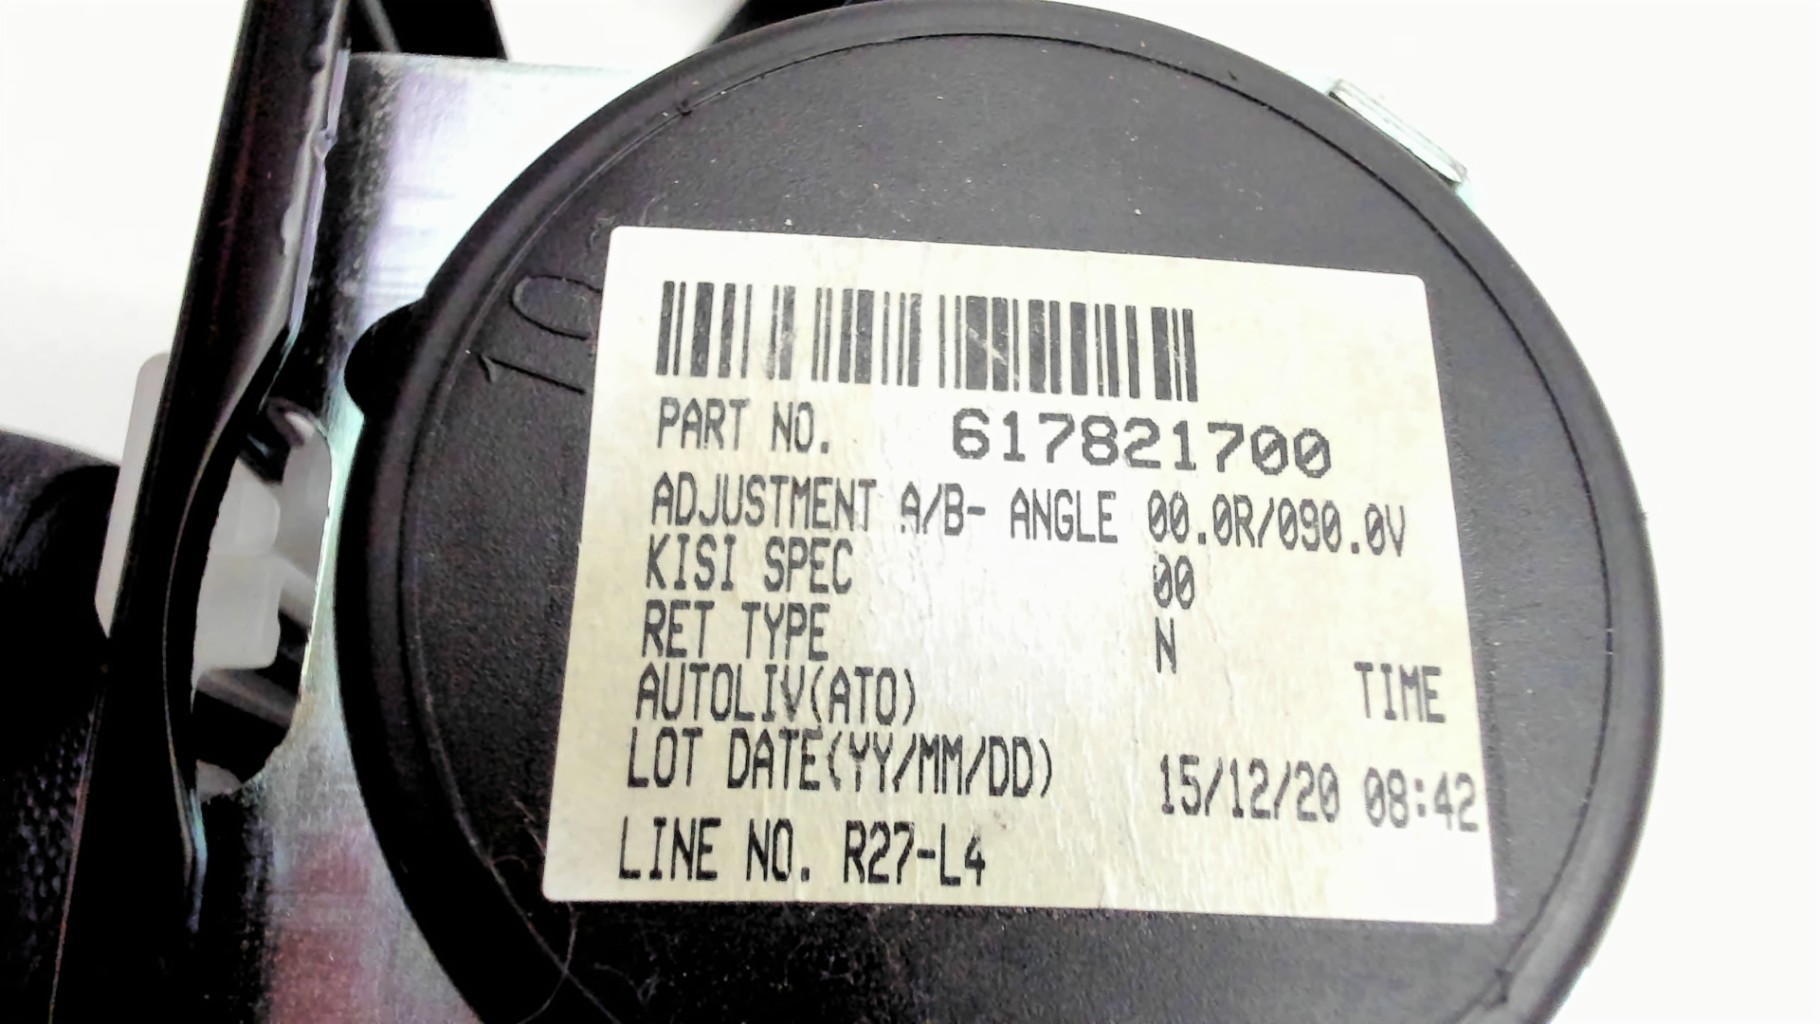 10
PART NO. 617821700
ADJUSTMENT A/B- ANGLE 00.0R/090.0V
KISI SPEC 00
RET TYPE N
AUTOLIV(ATO) TIME
LOT DATE(YY/MM/DD) 15/12/20 08:42
LINE NO. R27-L4